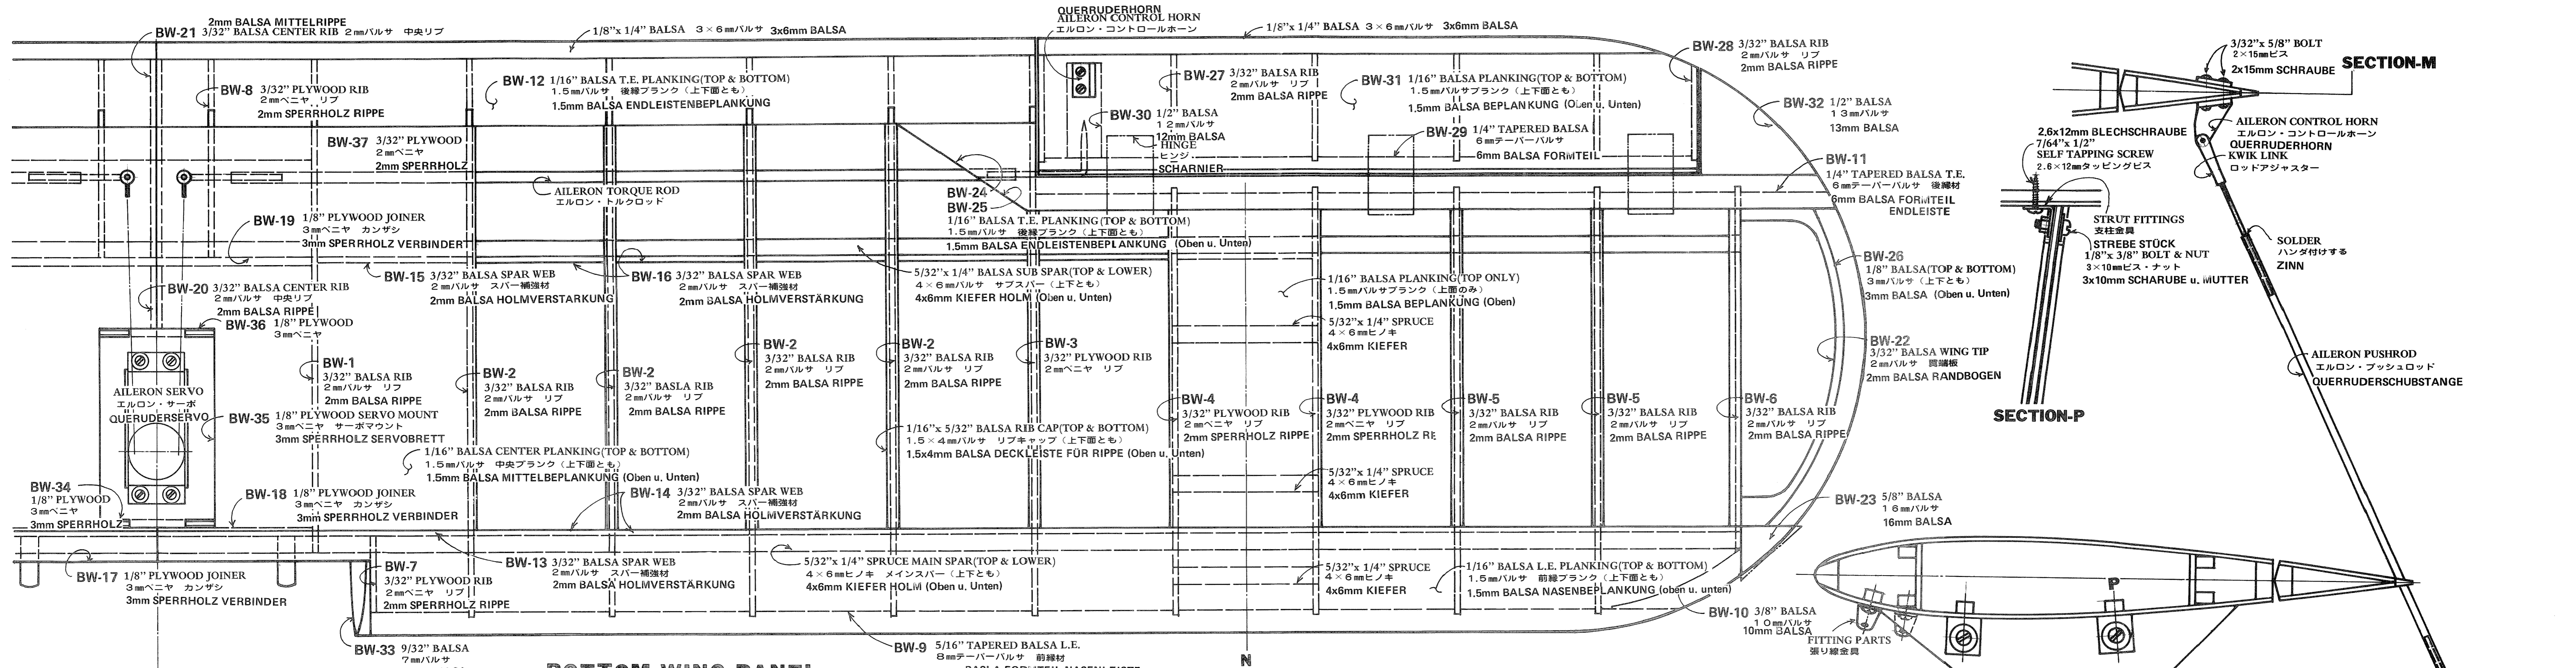 2mm BALSA MITTELRIPPE
BW-21 3/32” BALSA CENTER RIB 2㎜バルサ 中央リブ
1/8”x 1/4” BALSA 3×6㎜バルサ 3x6mm BALSA
QUERRUDERHORN
AILERON CONTROL HORN
エルロン・コントロールホーン
1/8”x 1/4” BALSA 3×6㎜バルサ 3x6mm BALSA
BW-28 3/32” BALSA RIB
2㎜バルサ リブ
2mm BALSA RIPPE
3/32”x 5/8” BOLT
2×15㎜ビス
2x15mm SCHRAUBE
SECTION-M
BW-8 3/32” PLYWOOD RIB
2㎜ベニヤ リブ
2mm SPERRHOLZ RIPPE
BW-12 1/16” BALSA T.E. PLANKING(TOP & BOTTOM)
1.5㎜バルサ 後縁プランク（上下面とも）
1.5mm BALSA ENDLEISTENBEPLANKUNG
BW-27 3/32” BALSA RIB
2㎜バルサ リブ
2mm BALSA RIPPE
BW-31 1/16” BALSA PLANKING(TOP & BOTTOM)
1.5㎜バルサプランク（上下面とも）
1.5mm BALSA BEPLANKUNG (Oben u. Unten)
BW-32 1/2” BALSA
13㎜バルサ
13mm BALSA
BW-30 1/2” BALSA
12㎜バルサ
12mm BALSA
HINGE
ヒンジ
SCHARNIER
BW-29 1/4” TAPERED BALSA
6㎜テーパーバルサ
6mm BALSA FORMTEIL
BW-37 3/32” PLYWOOD
2㎜ベニヤ
2mm SPERRHOLZ
AILERON TORQUE ROD
エルロン・トルクロッド
BW-11
1/4” TAPERED BALSA T.E.
6㎜テーパーバルサ 後縁材
6mm BALSA FORMTEIL
ENDLEISTE
2,6x12mm BLECHSCHRAUBE
7/64”x 1/2”
SELF TAPPING SCREW
2.6×12㎜タッピングビス
AILERON CONTROL HORN
エルロン・コントロールホーン
QUERRUDERHORN
KWIK LINK
ロッドアジャスター
BW-19 1/8” PLYWOOD JOINER
3㎜ベニヤ カンザシ
3mm SPERRHOLZ VERBINDER
BW-24
BW-25
1/16” BALSA T.E. PLANKING(TOP & BOTTOM)
1.5㎜バルサ 後縁プランク（上下面とも）
1.5mm BALSA ENDLEISTENBEPLANKUNG (Oben u. Unten)
STRUT FITTINGS
支柱金具
STREBE STÜCK
1/8”x 3/8” BOLT & NUT
3×10㎜ビス・ナット
3x10mm SCHARUBE u. MUTTER
SOLDER
ハンダ付けする
ZINN
BW-15 3/32” BALSA SPAR WEB
2㎜バルサ スパー補強材
2mm BALSA HOLMVERSTARKUNG
BW-16 3/32” BALSA SPAR WEB
2㎜バルサ スパー補強材
2mm BALSA HOLMVERSTÄRKUNG
5/32”x 1/4” BALSA SUB SPAR(TOP & LOWER)
4×6㎜バルサ サブスパー（上下とも）
4x6mm KIEFER HOLM (Oben u. Unten)
1/16” BALSA PLANKING(TOP ONLY)
1.5㎜バルサプランク（上面のみ）
1,5mm BALSA BEPLANKUNG (Oben)
BW-26
1/8” BALSA(TOP & BOTTOM)
3㎜バルサ（上下面とも）
3mm BALSA (Oben u. Unten)
BW-20 3/32” BALSA CENTER RIB
2㎜バルサ 中央リブ
2mm BALSA RIPPE
BW-36 1/8” PLYWOOD
3㎜ベニヤ
5/32”x 1/4” SPRUCE
4×6㎜ヒノキ
4x6mm KIEFER
BW-22
3/32” BALSA WING TIP
2㎜バルサ 翼端板
2mm BALSA RANDBOGEN
BW-1
3/32” BALSA RIB
2㎜バルサ リブ
2mm BALSA RIPPE
BW-2
3/32” BALSA RIB
2㎜バルサ リブ
2mm BALSA RIPPE
BW-2
3/32” BASLA RIB
2㎜バルサ リブ
2mm BALSA RIPPE
BW-2
3/32” BALSA RIB
2㎜バルサ リブ
2mm BALSA RIPPE
BW-2
3/32” BALSA RIB
2㎜バルサ リブ
2mm BALSA RIPPE
BW-3
3/32” PLYWOOD RIB
2㎜ベニヤ リブ
AILERON PUSHROD
エルロン・プッシュロッド
QUERRUDERSCHUBSTANGE
AILERON SERVO
エルロン・サーボ
QUERUDERSERVO
BW-35 1/8” PLYWOOD SERVO MOUNT
3㎜ベニヤ サーボマウント
3mm SPERRHOLZ SERVOBRETT
BW-4
3/32” PLYWOOD RIB
2㎜ベニヤ リブ
2mm SPERRHOLZ RIPPE
BW-4
3/32” PLYWOOD RIB
2㎜ベニヤ リブ
2mm SPERRHOLZ
BW-5
3/32” BALSA RIB
2㎜バルサ リブ
2mm BALSA RIPPE
BW-5
3/32” BALSA RIB
2㎜バルサ リブ
2mm BALSA RIPPE
BW-6
3/32” BALSA RIB
2㎜バルサ リブ
2mm BALSA RIPPE
SECTION-P
1/16”x 5/32” BALSA RIB CAP(TOP & BOTTOM)
1.5×4㎜バルサ リブキャップ（上下面とも）
1.5x4mm BALSA DECKLEISTE FÜR RIPPE (Oben u, Unten)
1/16” BALSA CENTER PLANKING(TOP & BOTTOM)
1.5㎜バルサ 中央プランク（上下面とも）
1.5mm BALSA MITTELBEPLANKUNG (Oben u. Unten)
5/32”x 1/4” SPRUCE
4×6㎜ヒノキ
4x6mm KIEFER
BW-34
1/8” PLYWOOD
3㎜ベニヤ
3mm SPERRHOLZ
BW-18 1/8” PLYWOOD JOINER
3㎜ベニヤ カンザシ
3mm SPERRHOLZ VERBINDER
BW-14 3/32” BALSA SPAR WEB
2㎜バルサ スパー補強材
2mm BALSA HOLMVERSTÄRKUNG
BW-23 5/8” BALSA
16㎜バルサ
16mm BALSA
BW-17 1/8” PLYWOOD JOINER
3㎜ベニヤ カンザシ
3mm SPERRHOLZ VERBINDER
BW-7
3/32” PLYWOOD RIB
2㎜ベニヤ リブ
2mm SPERRHOLZ RIPPE
BW-13 3/32” BALSA SPAR WEB
2㎜バルサ スパー補強材
2mm BALSA HOLMVERSTÄRKUNG
5/32”x 1/4” SPRUCE MAIN SPAR(TOP & LOWER)
4×6㎜ヒノキ メインスパー（上下とも）
4x6mm KIEFER HOLM (Oben u. Unten)
5/32”x 1/4” SPRUCE
4×6㎜ヒノキ
4x6mm KIEFER
1/16” BALSA L.E. PLANKING(TOP & BOTTOM)
1.5㎜バルサ 前縁プランク（上下面とも）
1.5mm BALSA NASENBEPLANKUNG (oben u. unten)
BW-10 3/8” BALSA
10㎜バルサ
10mm BALSA
P
FITTING PARTS
張り線金具
BW-33 9/32” BALSA
7㎜バルサ
BW-9 5/16” TAPERED BALSA L.E.
8㎜テーパーバルサ 前縁材
N